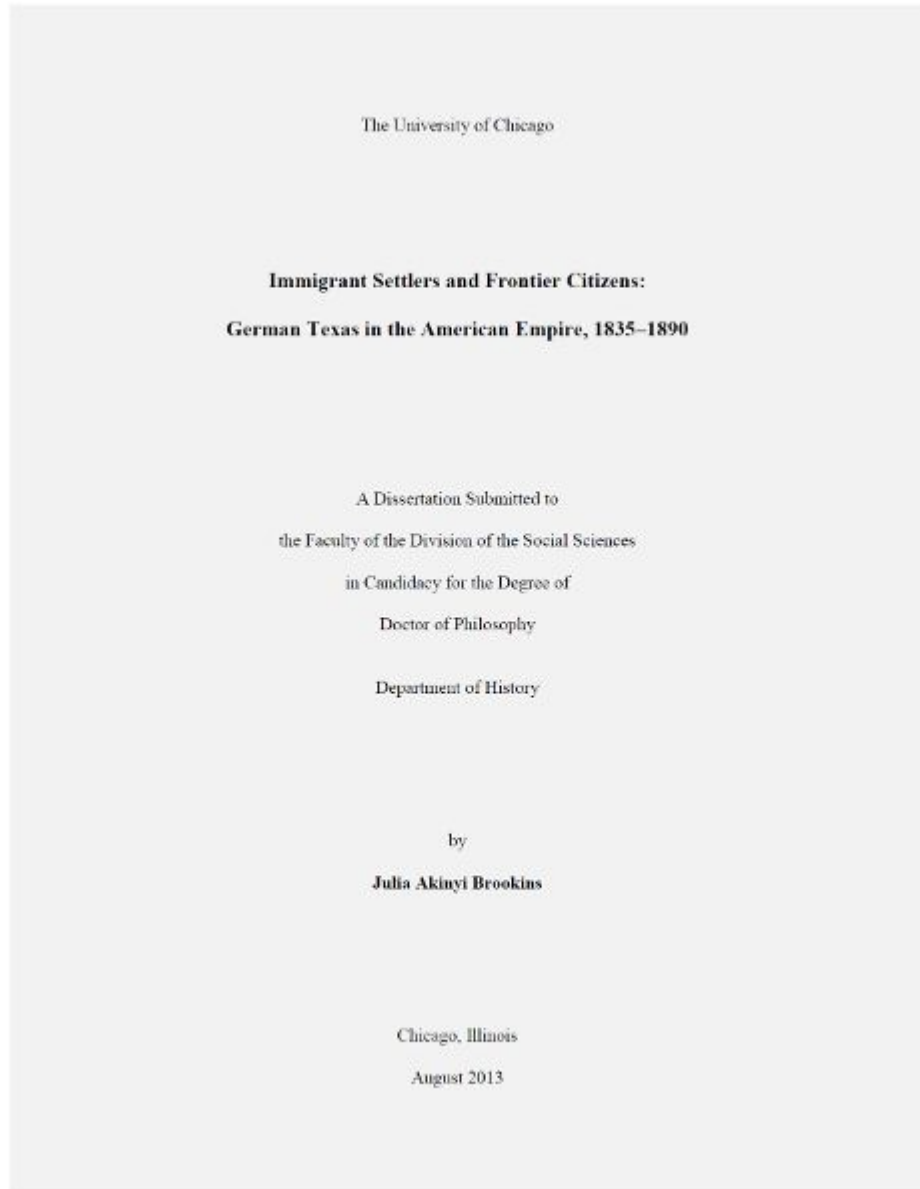 The University of Chicago
Immigrant Settlers and Frontier Citizens:
German Texas in the American Empire, 1835–1890
A Dissertation Submitted to
the Faculty of the Division of the Social Sciences
in Candidacy for the Degree of
Doctor of Philosophy
Department of History
by
Julia Akinyi Brookins
Chicago, Illinois
August 2013